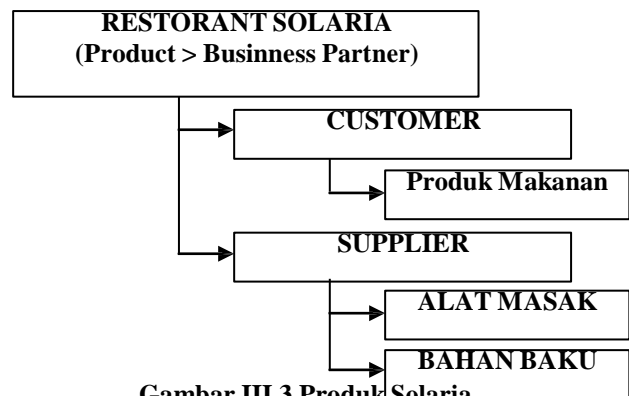 RESTORANT SOLARIA
(Product > Businness Partner)
CUSTOMER
Produk Makanan
SUPPLIER
ALAT MASAK
BAHAN BAKU
Gambar III.3 Produk Solaria